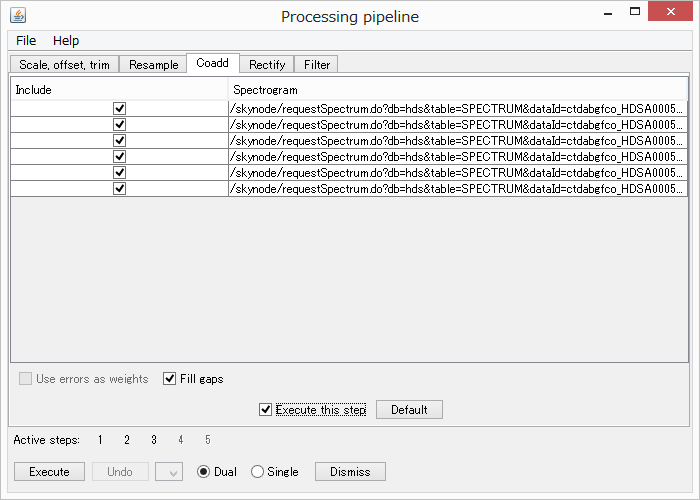 Processing pipeline
File Help
Scale, offset, trim Resample Coadd Rectify Filter
Include Spectrogram
/skynode/requestSpectrum.do?db=hds&table=SPECTRUM&dataId=ctdabgfco_HDSA0005...
/skynode/requestSpectrum.do?db=hds&table=SPECTRUM&dataId=ctdabgfco_HDSA0005...
/skynode/requestSpectrum.do?db=hds&table=SPECTRUM&dataId=ctdabgfco_HDSA0005...
/skynode/requestSpectrum.do?db=hds&table=SPECTRUM&dataId=ctdabgfco_HDSA0005...
/skynode/requestSpectrum.do?db=hds&table=SPECTRUM&dataId=ctdabgfco_HDSA0005...
/skynode/requestSpectrum.do?db=hds&table=SPECTRUM&dataId=ctdabgfco_HDSA0005...
Use errors as weights Fill gaps
Execute this step Default
Active steps: 1 2 3 4 5
Execute Undo Dual Single Dismiss